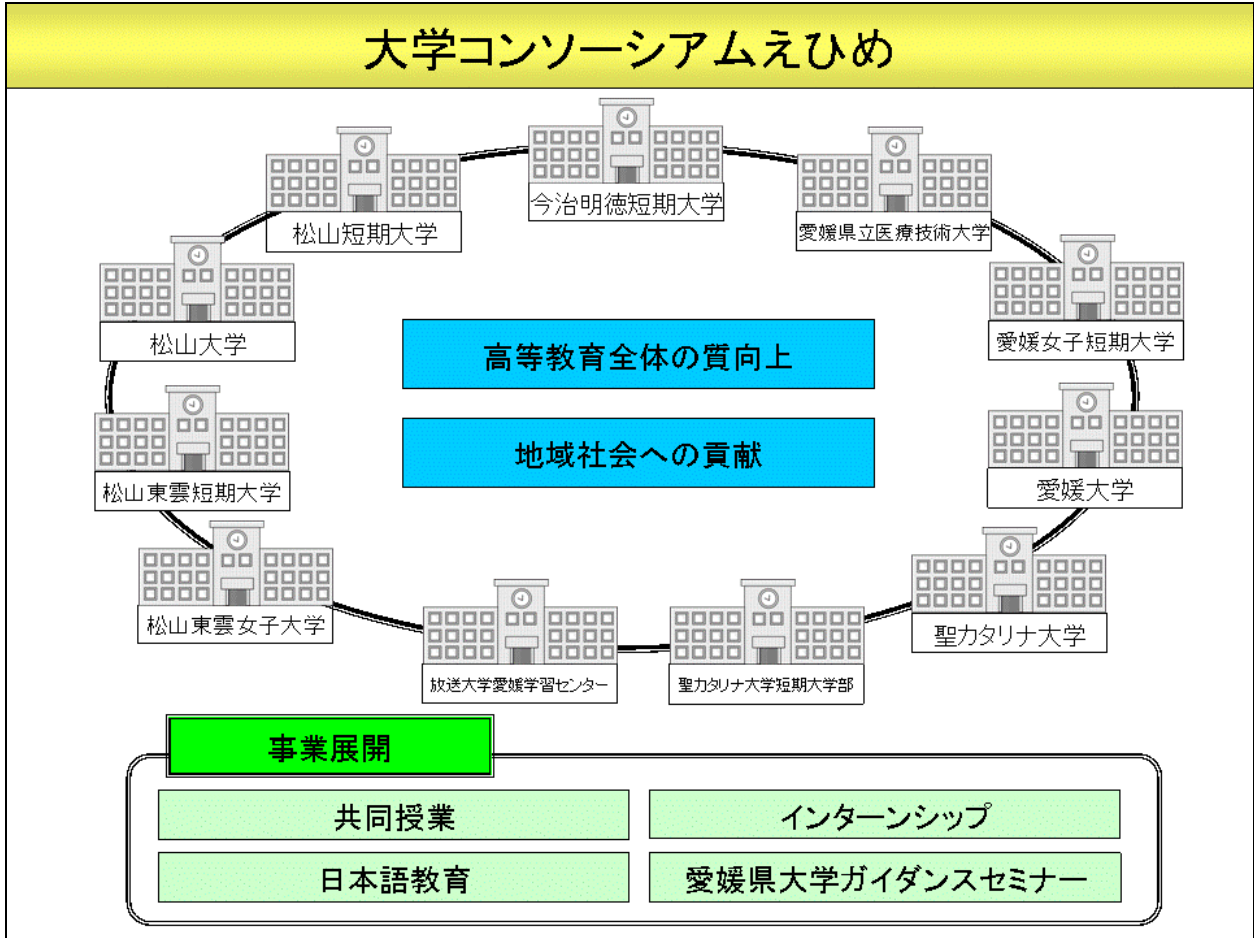 大学コンソーシアムえひめ
今治明徳短期大学
松山短期大学
愛媛県立医療技術大学
松山大学
愛媛女子短期大学
高等教育全体の質向上
地域社会への貢献
松山東雲短期大学
愛媛大学
松山東雲女子大学
聖カタリナ大学
放送大学愛媛学習センター
聖カタリナ大学短期大学部
事業展開
共同授業
インターンシップ
日本語教育
愛媛県大学ガイダンスセミナー